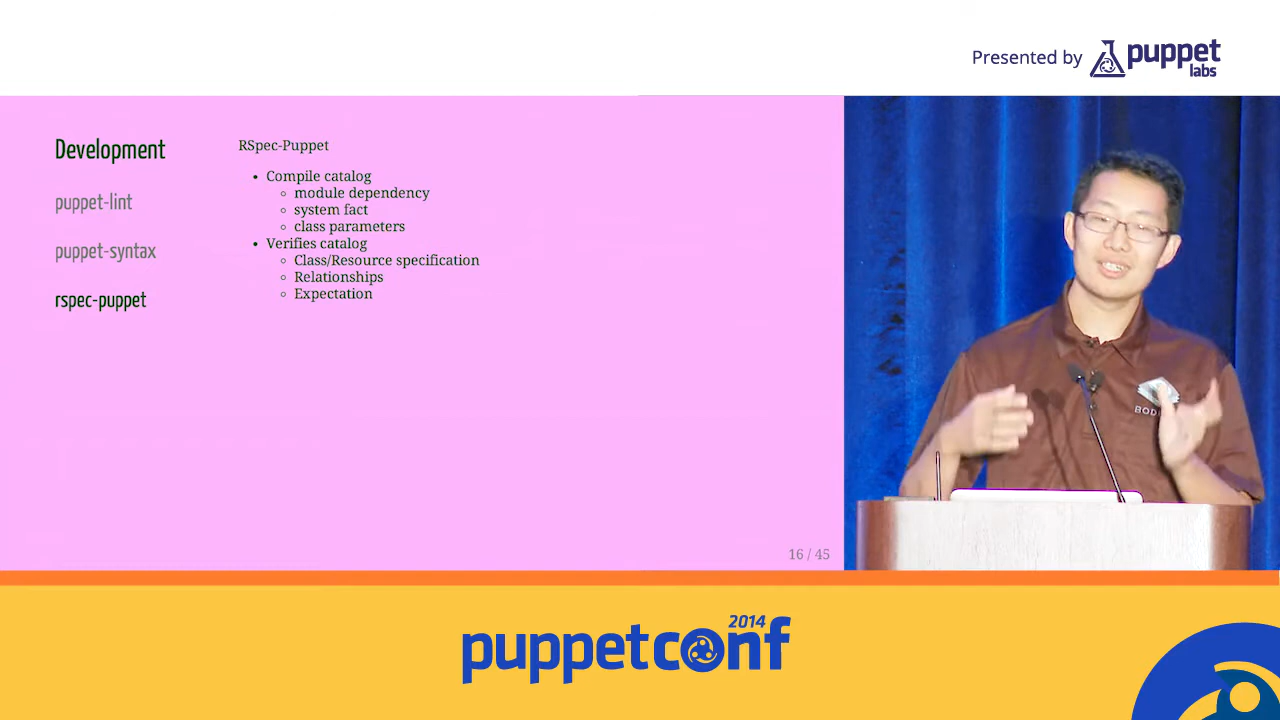 Presented by puppet labs
Development
puppet-lint
puppet-syntax
rspec-puppet
RSpec-Puppet
• Compile catalog
◦ module dependency
◦ system fact
◦ class parameters
• Verifies catalog
◦ Class/Resource specification
◦ Relationships
◦ Expectation
16 / 45
2014
puppetconf